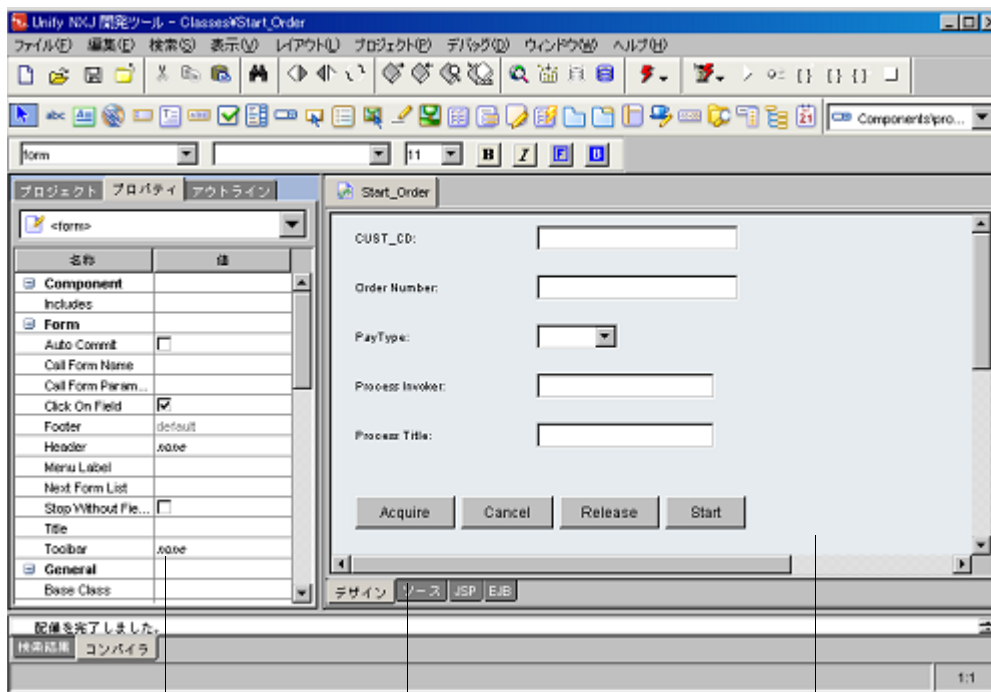 Unify NXJ 開発ツール - Classes¥Start_Order
ファイル(F) 編集(E) 検索(S) 表示(V) レイアウト(L) プロジェクト(P) デバッグ(D) ウィンドウ(W) ヘルプ(H)
Components\pro...
form 11 B I F U
プロジェクト プロパティ アウトライン
Start_Order
<form>
名称 値
Component
Includes
Form
Auto Commit
Call Form Name
Call Form Param...
Click On Field
Footer default
Header none
Menu Label
Next Form List
Stop Without Fie...
Title
Toolbar none
General
Base Class
CUST_CD:
Order Number:
PayType:
Process Invoker:
Process Title:
Acquire Cancel Release Start
デザイン ソース JSP EJB
配備を完了しました。
検索結果 コンパイラ
1:1